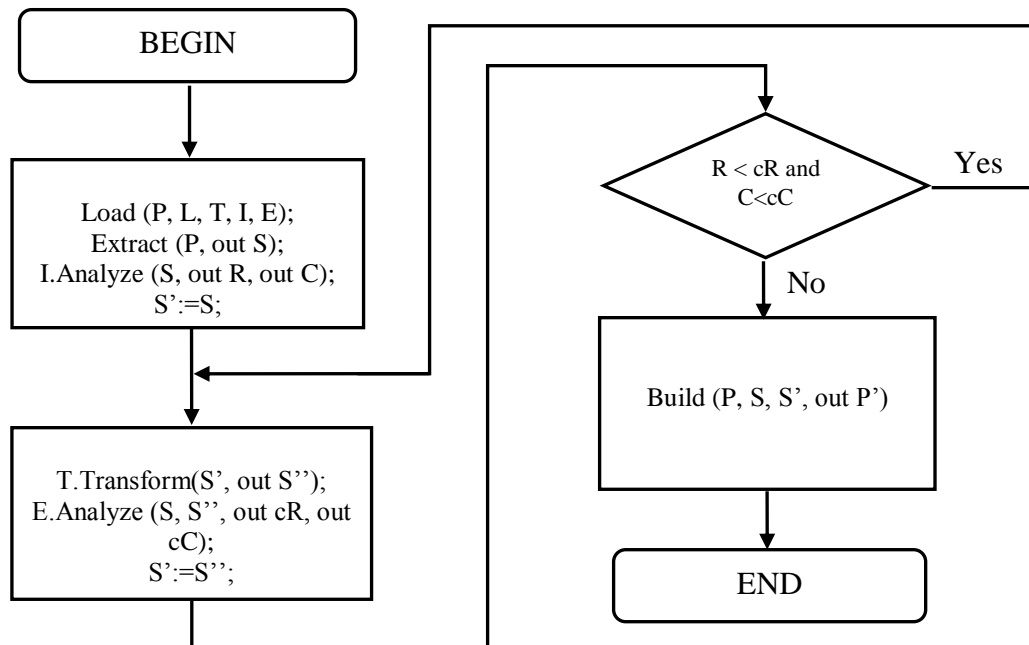 BEGIN
Load (P, L, T, I, E);
Extract (P, out S);
I.Analyze (S, out R, out C);
S’:=S;
T.Transform(S’, out S’’);
E.Analyze (S, S’’, out cR, out
cC);
S’:=S’’;
R < cR and
C<cC
Yes
No
Build (P, S, S’, out P’)
END